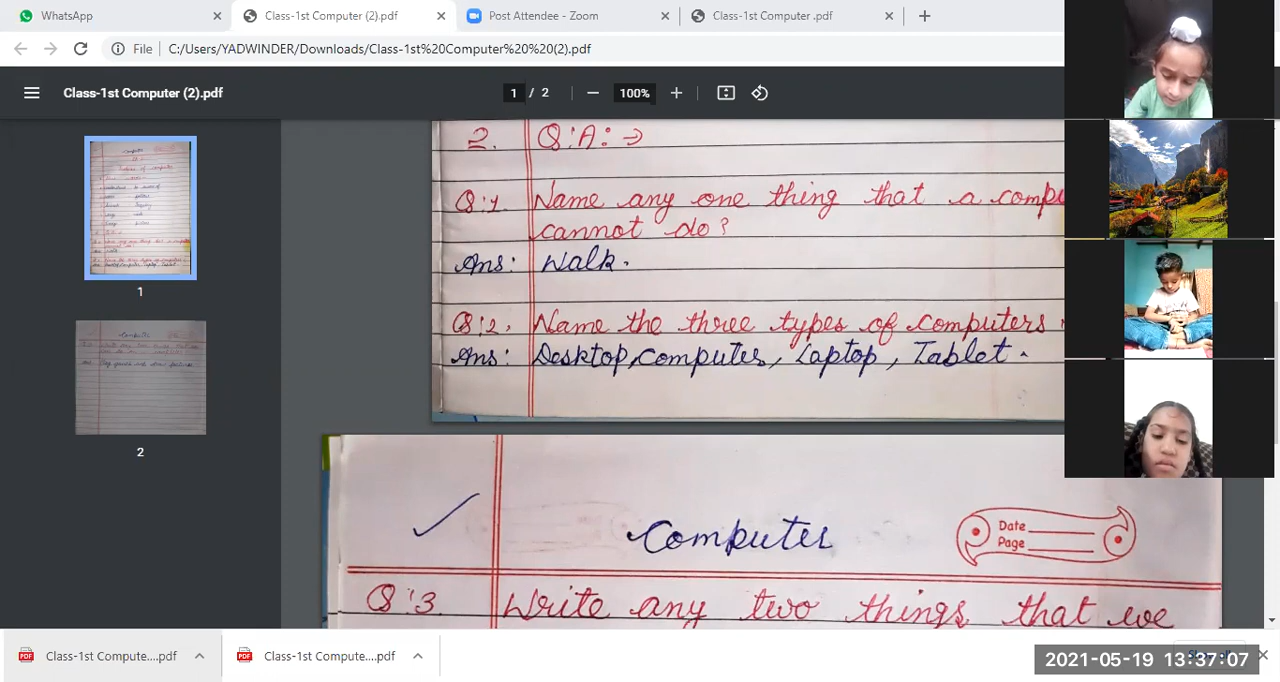 WhatsApp
Class-1st Computer (2).pdf
Post Attendee - Zoom
Class-1st Computer .pdf
File
C:/Users/YADWINDER/Downloads/Class-1st%20Computer%20%20(2).pdf
Class-1st Computer (2).pdf
1 / 2
100%
1
2
2. Q:A:→
Q:1. Name any one thing that a compu
cannot do?
Ans: Walk.
Q:2. Name the three types of computers
Ans: Desktop, computer, Laptop, Tablet.
Computer
Date
Page
Q:3 Write any two things that we
Class-1st Compute....pdf
Class-1st Compute....pdf
Show all
2021-05-19 13:37:07